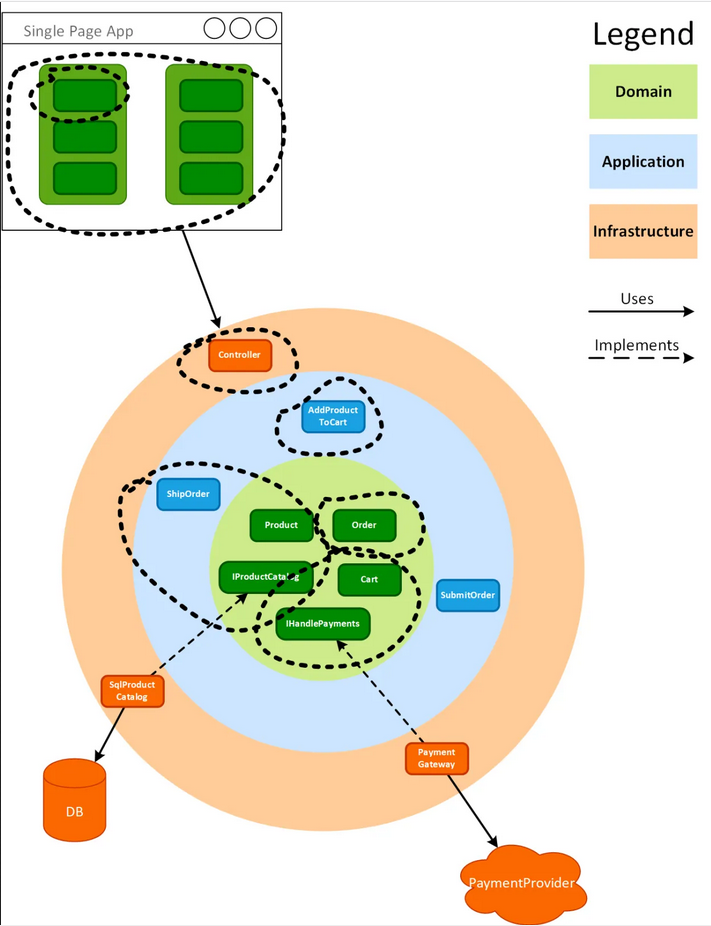 Single Page App
Legend
Domain
Application
Infrastructure
Uses
Implements
Controller
AddProduct
ToCart
ShipOrder
Product
Order
IProductCatalog
Cart
SubmitOrder
IHandlePayments
SqlProduct
Catalog
Payment
Gateway
DB
PaymentProvider